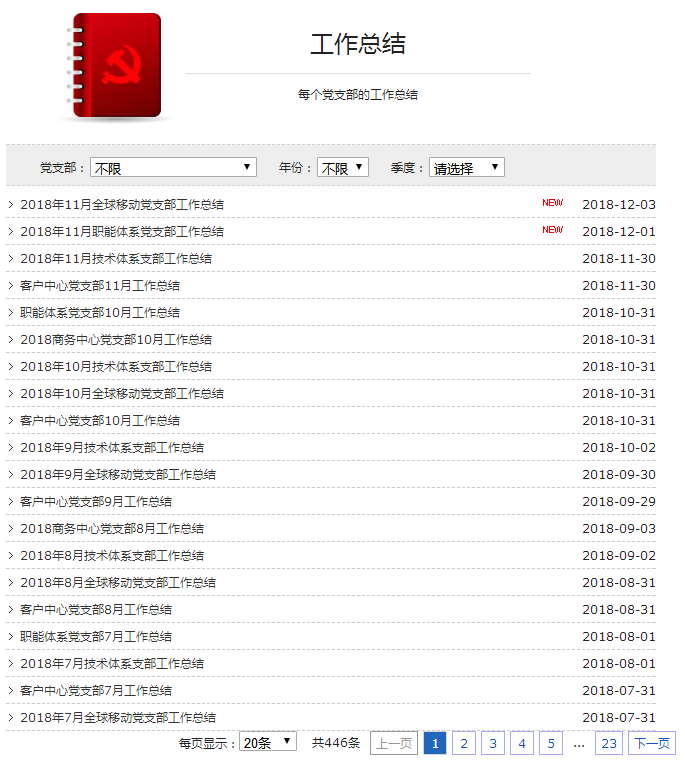 工作总结
每个党支部的工作总结
党支部： 不限 年份： 不限 季度： 请选择
2018年11月全球移动党支部工作总结 NEW 2018-12-03
2018年11月职能体系党支部工作总结 NEW 2018-12-01
2018年11月技术体系支部工作总结 2018-11-30
客户中心党支部11月工作总结 2018-11-30
职能体系党支部10月工作总结 2018-10-31
2018商务中心党支部10月工作总结 2018-10-31
2018年10月技术体系支部工作总结 2018-10-31
2018年10月全球移动党支部工作总结 2018-10-31
客户中心党支部10月工作总结 2018-10-31
2018年9月技术体系支部工作总结 2018-10-02
2018年9月全球移动党支部工作总结 2018-09-30
客户中心党支部9月工作总结 2018-09-29
2018商务中心党支部8月工作总结 2018-09-03
2018年8月技术体系支部工作总结 2018-09-02
2018年8月全球移动党支部工作总结 2018-08-31
客户中心党支部8月工作总结 2018-08-31
职能体系党支部7月工作总结 2018-08-01
2018年7月技术体系支部工作总结 2018-08-01
客户中心党支部7月工作总结 2018-07-31
2018年7月全球移动党支部工作总结 2018-07-31
每页显示： 20条 共446条 上一页 1 2 3 4 5 ... 23 下一页